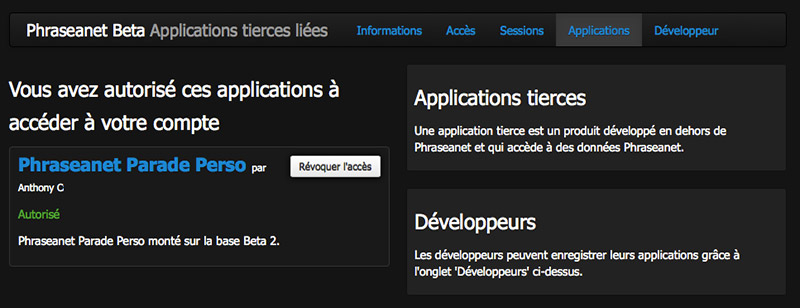 Phraseanet Beta Applications tierces liées Informations Accès Sessions Applications Développeur
Vous avez autorisé ces applications à
accéder à votre compte
Phraseanet Parade Perso par
Anthony C
Révoquer l'accès
Autorisé
Phraseanet Parade Perso monté sur la base Beta 2.
Applications tierces
Une application tierce est un produit développé en dehors de
Phraseanet et qui accède à des données Phraseanet.
Développeurs
Les développeurs peuvent enregistrer leurs applications grâce à
l'onglet 'Développeurs' ci-dessus.